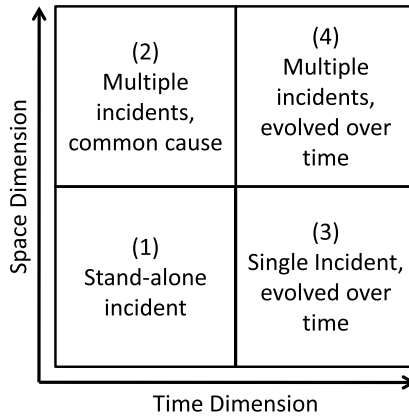 (2)
Multiple
incidents,
common cause
(4)
Multiple
incidents,
evolved over
time
(1)
Stand-alone
incident
(3)
Single Incident,
evolved over
time
Space Dimension
Time Dimension